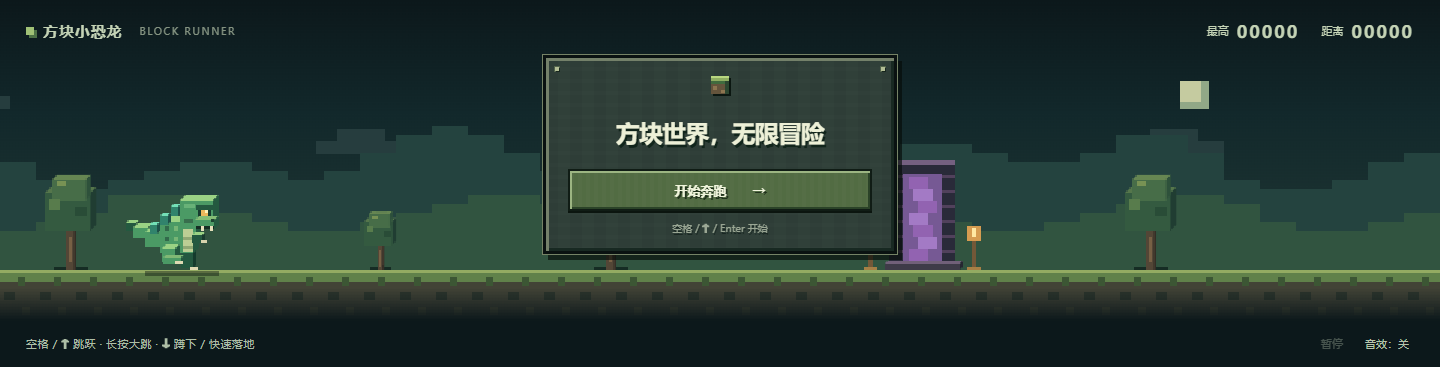 方块小恐龙 BLOCK RUNNER
最高 00000 距离 00000
方块世界，无限冒险
开始奔跑 →
空格 / ↑ / Enter 开始
空格 / ↑ 跳跃 · 长按大跳 · ↓ 蹲下 / 快速落地
暂停 音效：关